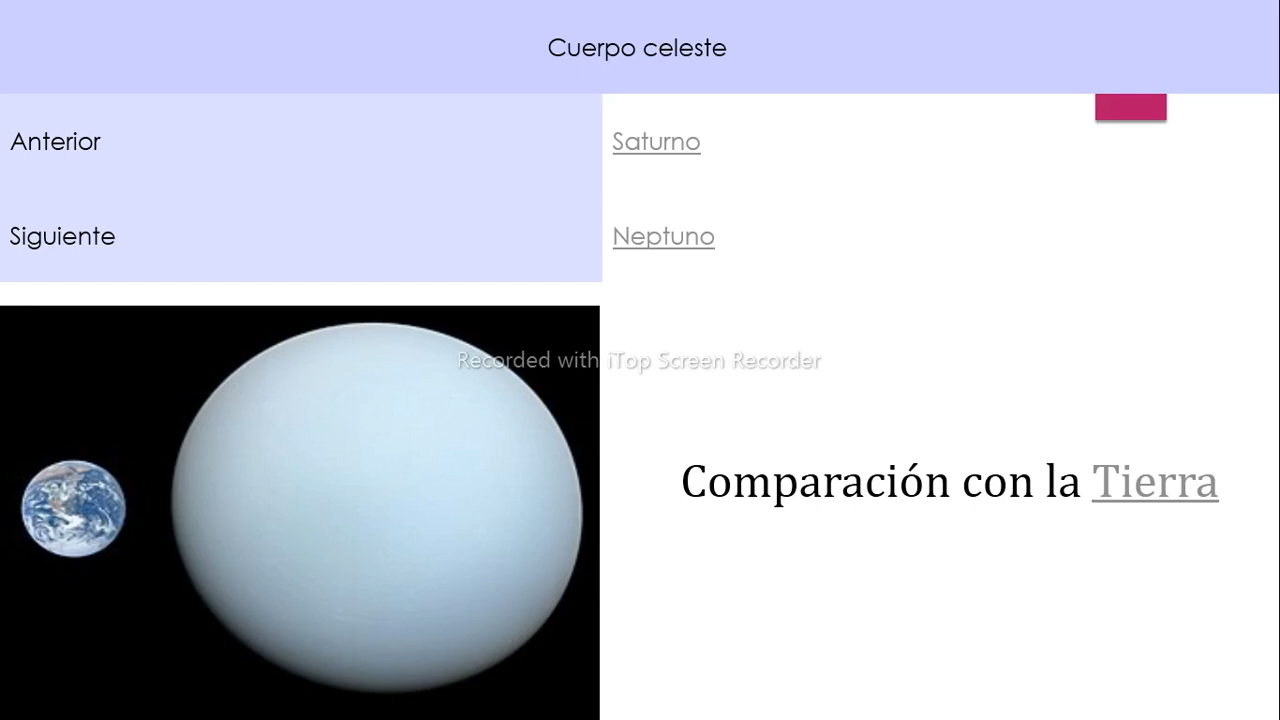 Cuerpo celeste
Anterior
Saturno
Siguiente
Neptuno
Recorded with iTop Screen Recorder
Comparación con la Tierra